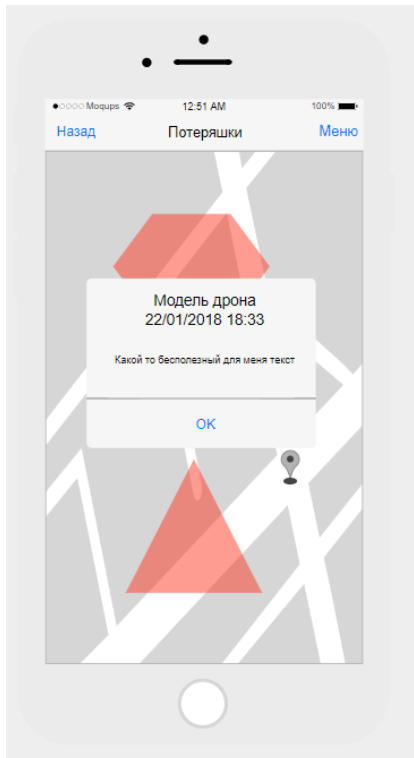 Moqups 12:51 AM 100%
Назад Потеряшки Меню
Модель дрона
22/01/2018 18:33
Какой то бесполезный для меня текст
OK